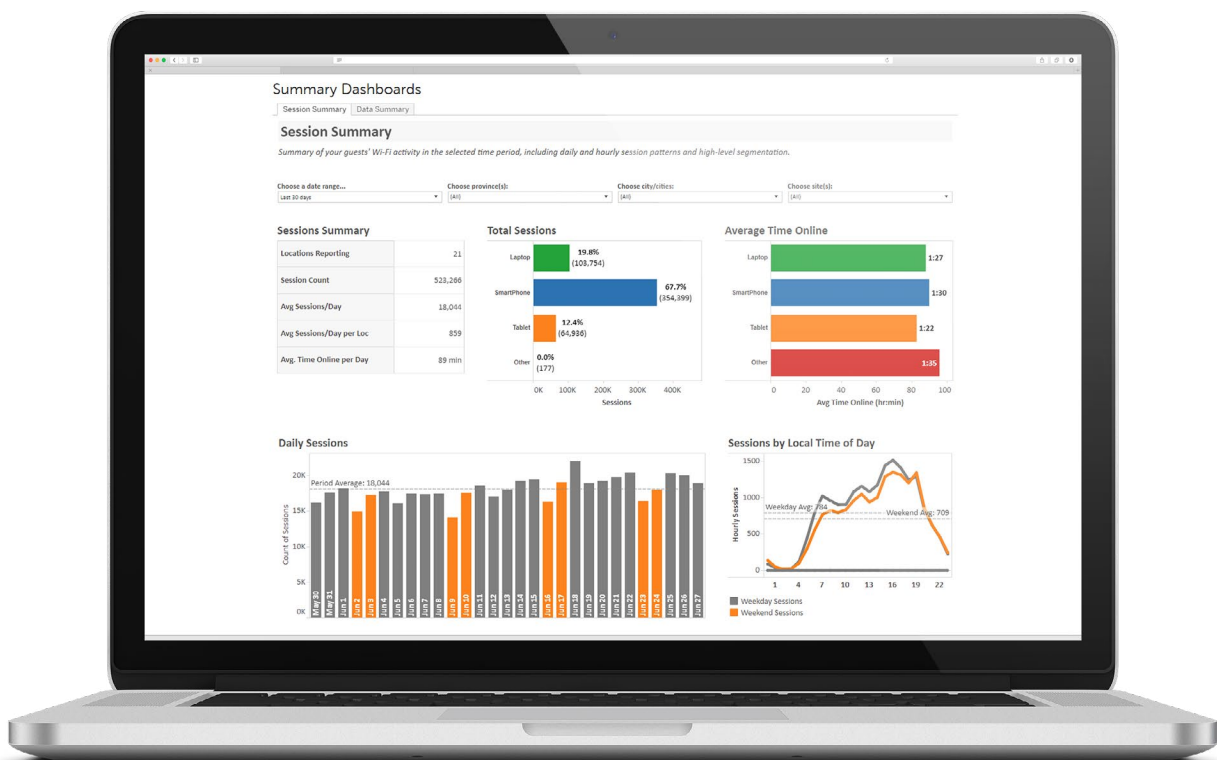 Summary Dashboards
Session Summary
Data Summary
Session Summary
Summary of your guests' Wi-Fi activity in the selected time period, including daily and hourly session patterns and high-level segmentation.
Choose a date range...
Choose province(s):
Choose city/cities:
Choose site(s):
Last 30 days
(All)
(All)
(All)
Sessions Summary
Locations Reporting 21
Session Count 523,266
Avg Sessions/Day 18,044
Avg Sessions/Day per Loc 859
Avg. Time Online per Day 89 min
Total Sessions
Laptop 19.8%
(103,754)
SmartPhone 67.7%
(354,399)
Tablet 12.4%
(64,936)
Other 0.0%
(177)
0K 100K 200K 300K 400K
Sessions
Average Time Online
Laptop 1:27
SmartPhone 1:30
Tablet 1:22
Other 1:35
0 20 40 60 80 100
Avg Time Online (hr:min)
Daily Sessions
Count of Sessions
20K
15K
10K
5K
0K
Period Average: 18,044
May 30
May 31
Jun 1
Jun 2
Jun 3
Jun 4
Jun 5
Jun 6
Jun 7
Jun 8
Jun 9
Jun 10
Jun 11
Jun 12
Jun 13
Jun 14
Jun 15
Jun 16
Jun 17
Jun 18
Jun 19
Jun 20
Jun 21
Jun 22
Jun 23
Jun 24
Jun 25
Jun 26
Jun 27
Sessions by Local Time of Day
Hourly Sessions
1500
1000
500
0
Weekday Avg: 784
Weekend Avg: 709
1 4 7 10 13 16 19 22
Weekday Sessions
Weekend Sessions